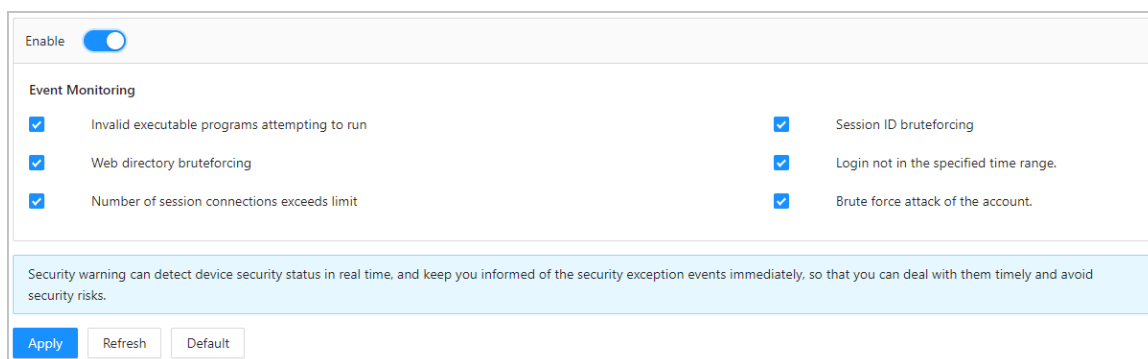 Enable
Event Monitoring
Invalid executable programs attempting to run
Session ID bruteforcing
Web directory bruteforcing
Login not in the specified time range.
Number of session connections exceeds limit
Brute force attack of the account.
Security warning can detect device security status in real time, and keep you informed of the security exception events immediately, so that you can deal with them timely and avoid
security risks.
Apply Refresh Default